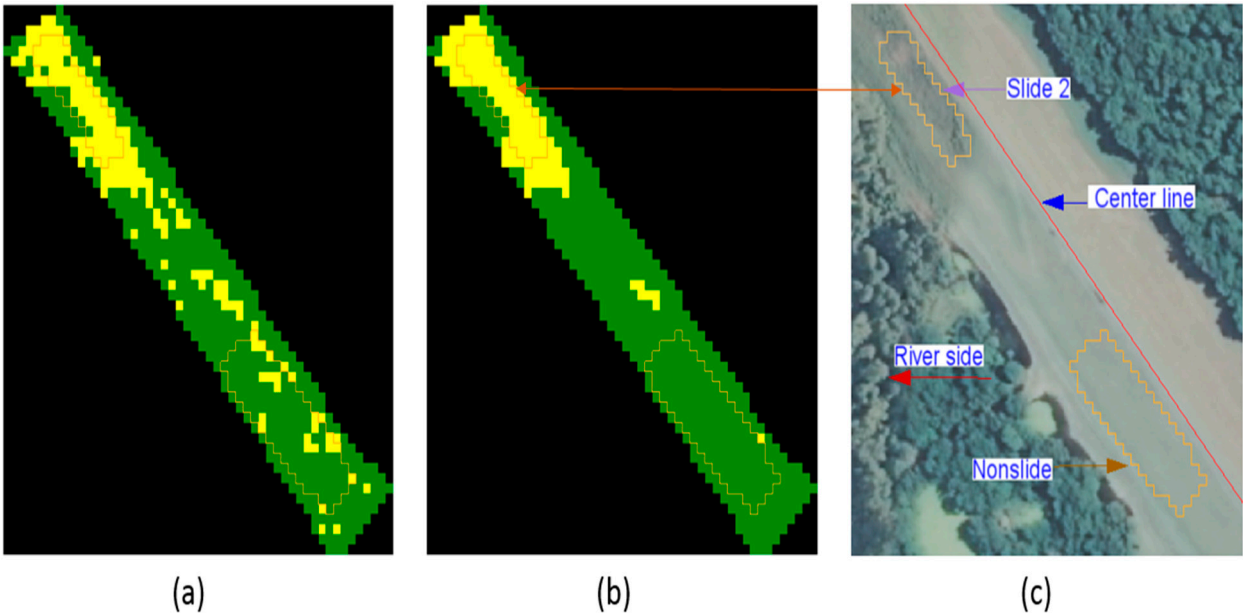 Slide 2
Center line
River side
Nonslide
(a)
(b)
(c)